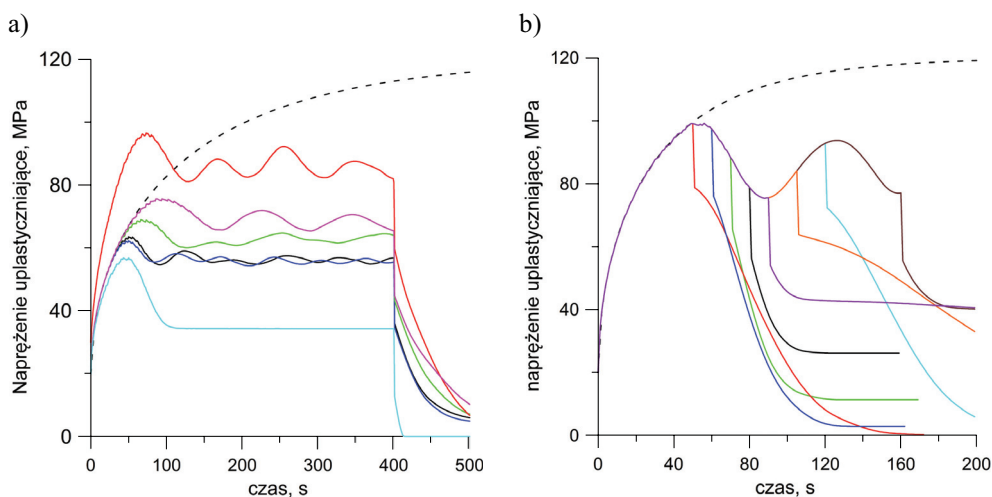 a)
b)
Naprężenie uplastyczniające, MPa
120
80
40
0
0 100 200 300 400 500
czas, s
naprężenie uplastyczniające, MPa
120
80
40
0
0 40 80 120 160 200
czas, s